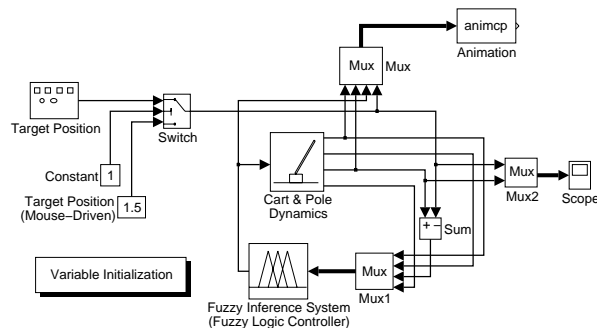 animcp
Animation
Mux
Mux
Target Position
Switch
Constant
1
Target Position
(Mouse–Driven)
1.5
Cart & Pole
Dynamics
Mux
Mux2
Scope
+ –
Sum
Variable Initialization
Fuzzy Inference System
(Fuzzy Logic Controller)
Mux
Mux1